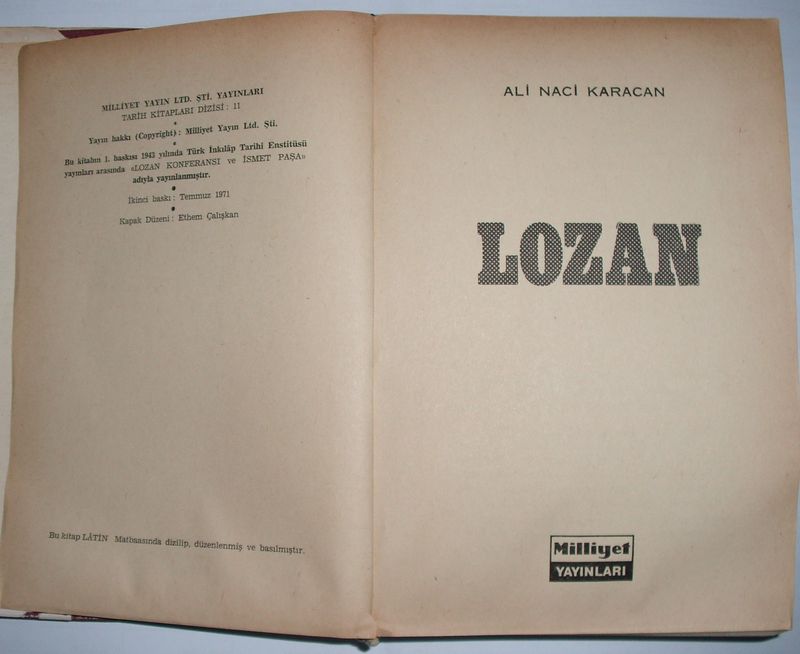 MİLLİYET YAYIN LTD. ŞTİ. YAYINLARI
TARİH KİTAPLARI DİZİSİ : 11
Yayın hakkı (Copyright) : Milliyet Yayın Ltd. Şti.
Bu kitabın 1. baskısı 1943 yılında Türk İnkılâp Tarihi Enstitüsü
yayınları arasında «LOZAN KONFERANSI ve İSMET PAŞA»
adıyla yayınlanmıştır.
İkinci baskı : Temmuz 1971
Kapak Düzeni : Ethem Çalışkan
Bu kitap LÂTİN Matbaasında dizilip, düzenlenmiş ve basılmıştır.
ALİ NACİ KARACAN
LOZAN
Milliyet
YAYINLARI